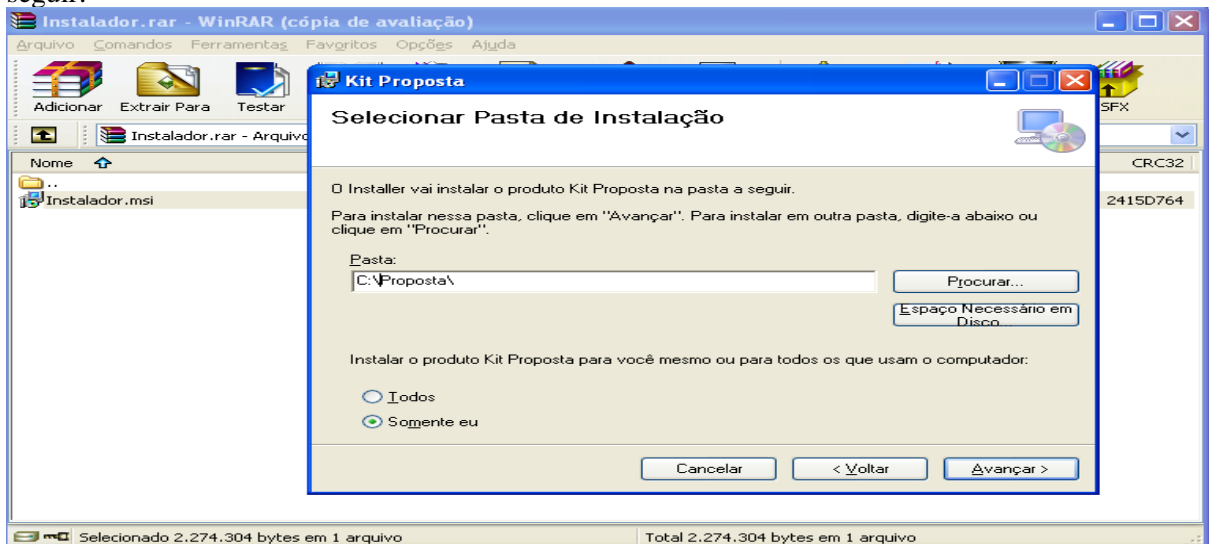 seguir:
Instalador.rar - WinRAR (cópia de avaliação)
Arquivo Comandos Ferramentas Favoritos Opções Ajuda
Adicionar Extrair Para Testar SFX
Instalador.rar - Arquivo
Nome CRC32
..
Instalador.msi 2415D764
Kit Proposta
Selecionar Pasta de Instalação
O Installer vai instalar o produto Kit Proposta na pasta a seguir.
Para instalar nessa pasta, clique em "Avançar". Para instalar em outra pasta, digite-a abaixo ou
clique em "Procurar".
Pasta:
C:\Proposta\
Procurar...
Espaço Necessário em
Disco...
Instalar o produto Kit Proposta para você mesmo ou para todos os que usam o computador:
Todos
Somente eu
Cancelar < Voltar Avançar >
Selecionado 2.274.304 bytes em 1 arquivo Total 2.274.304 bytes em 1 arquivo